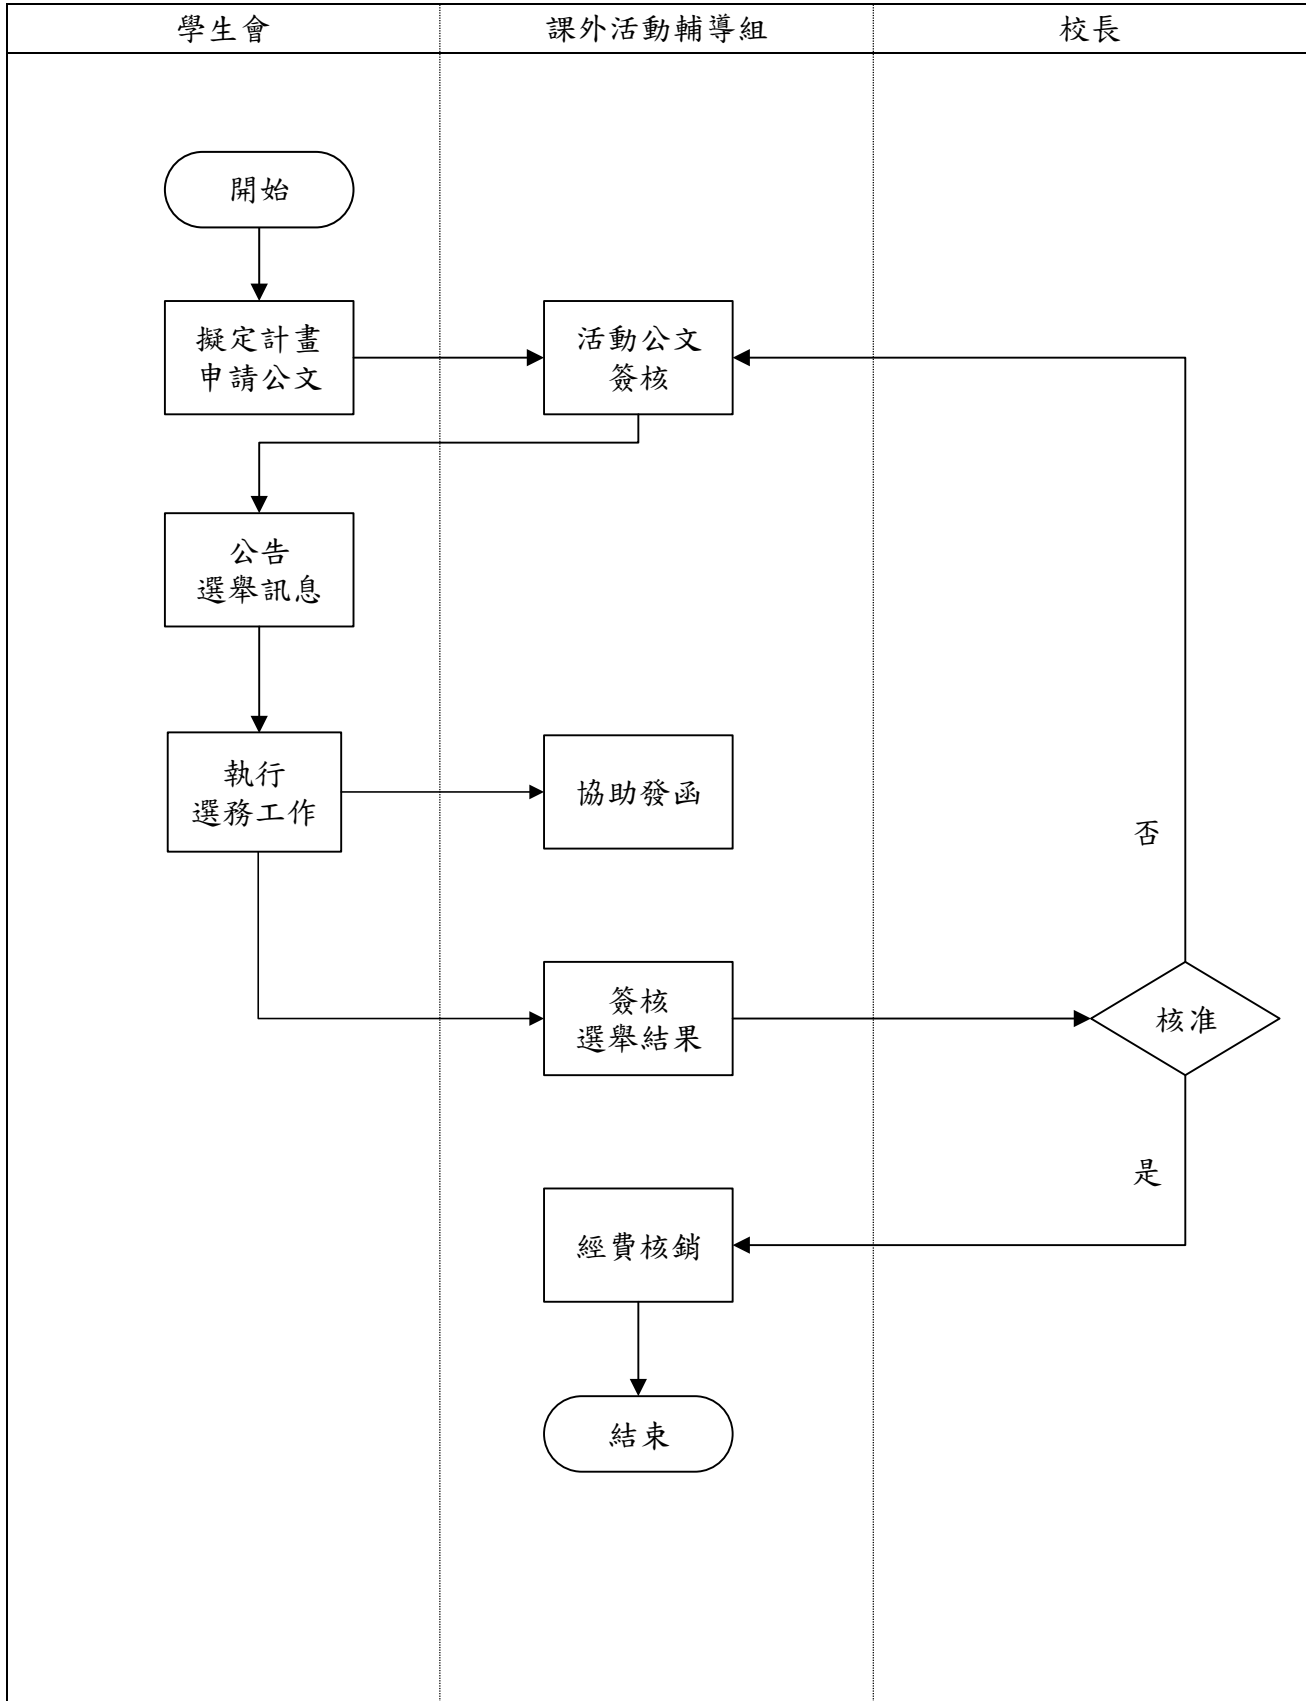 學生會
課外活動輔導組
校長
開始
擬定計畫
申請公文
活動公文
簽核
公告
選舉訊息
執行
選務工作
協助發函
否
簽核
選舉結果
核准
是
經費核銷
結束